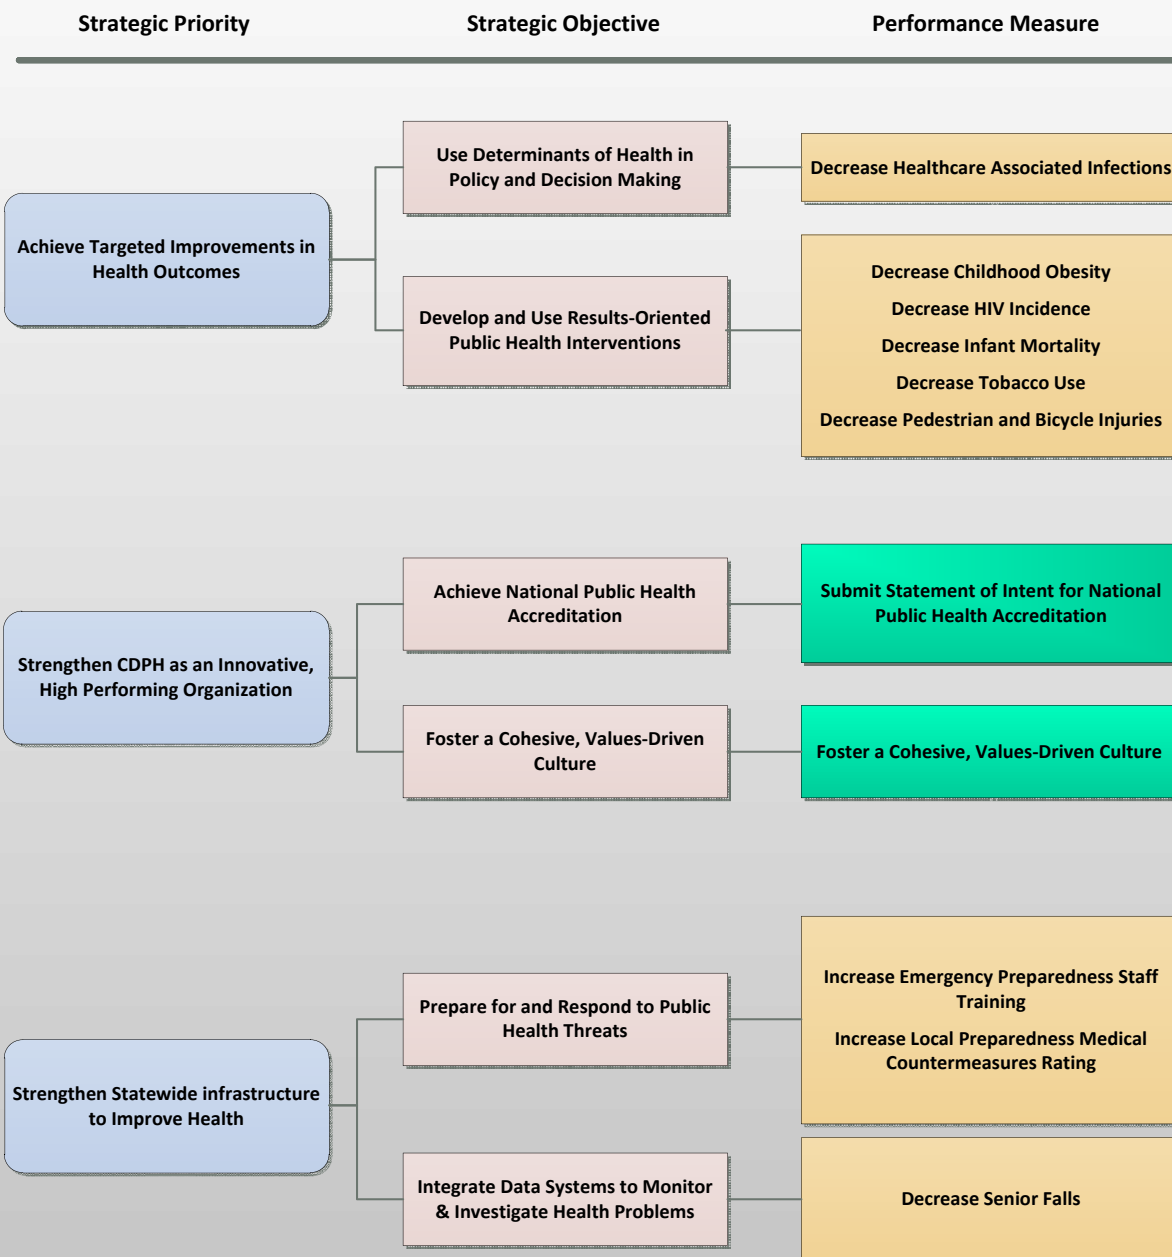 Strategic Priority
Strategic Objective
Performance Measure
Achieve Targeted Improvements in
Health Outcomes
Use Determinants of Health in
Policy and Decision Making
Decrease Healthcare Associated Infections
Develop and Use Results-Oriented
Public Health Interventions
Decrease Childhood Obesity
Decrease HIV Incidence
Decrease Infant Mortality
Decrease Tobacco Use
Decrease Pedestrian and Bicycle Injuries
Strengthen CDPH as an Innovative,
High Performing Organization
Achieve National Public Health
Accreditation
Submit Statement of Intent for National
Public Health Accreditation
Foster a Cohesive, Values-Driven
Culture
Foster a Cohesive, Values-Driven Culture
Strengthen Statewide infrastructure
to Improve Health
Prepare for and Respond to Public
Health Threats
Increase Emergency Preparedness Staff
Training
Increase Local Preparedness Medical
Countermeasures Rating
Integrate Data Systems to Monitor
& Investigate Health Problems
Decrease Senior Falls